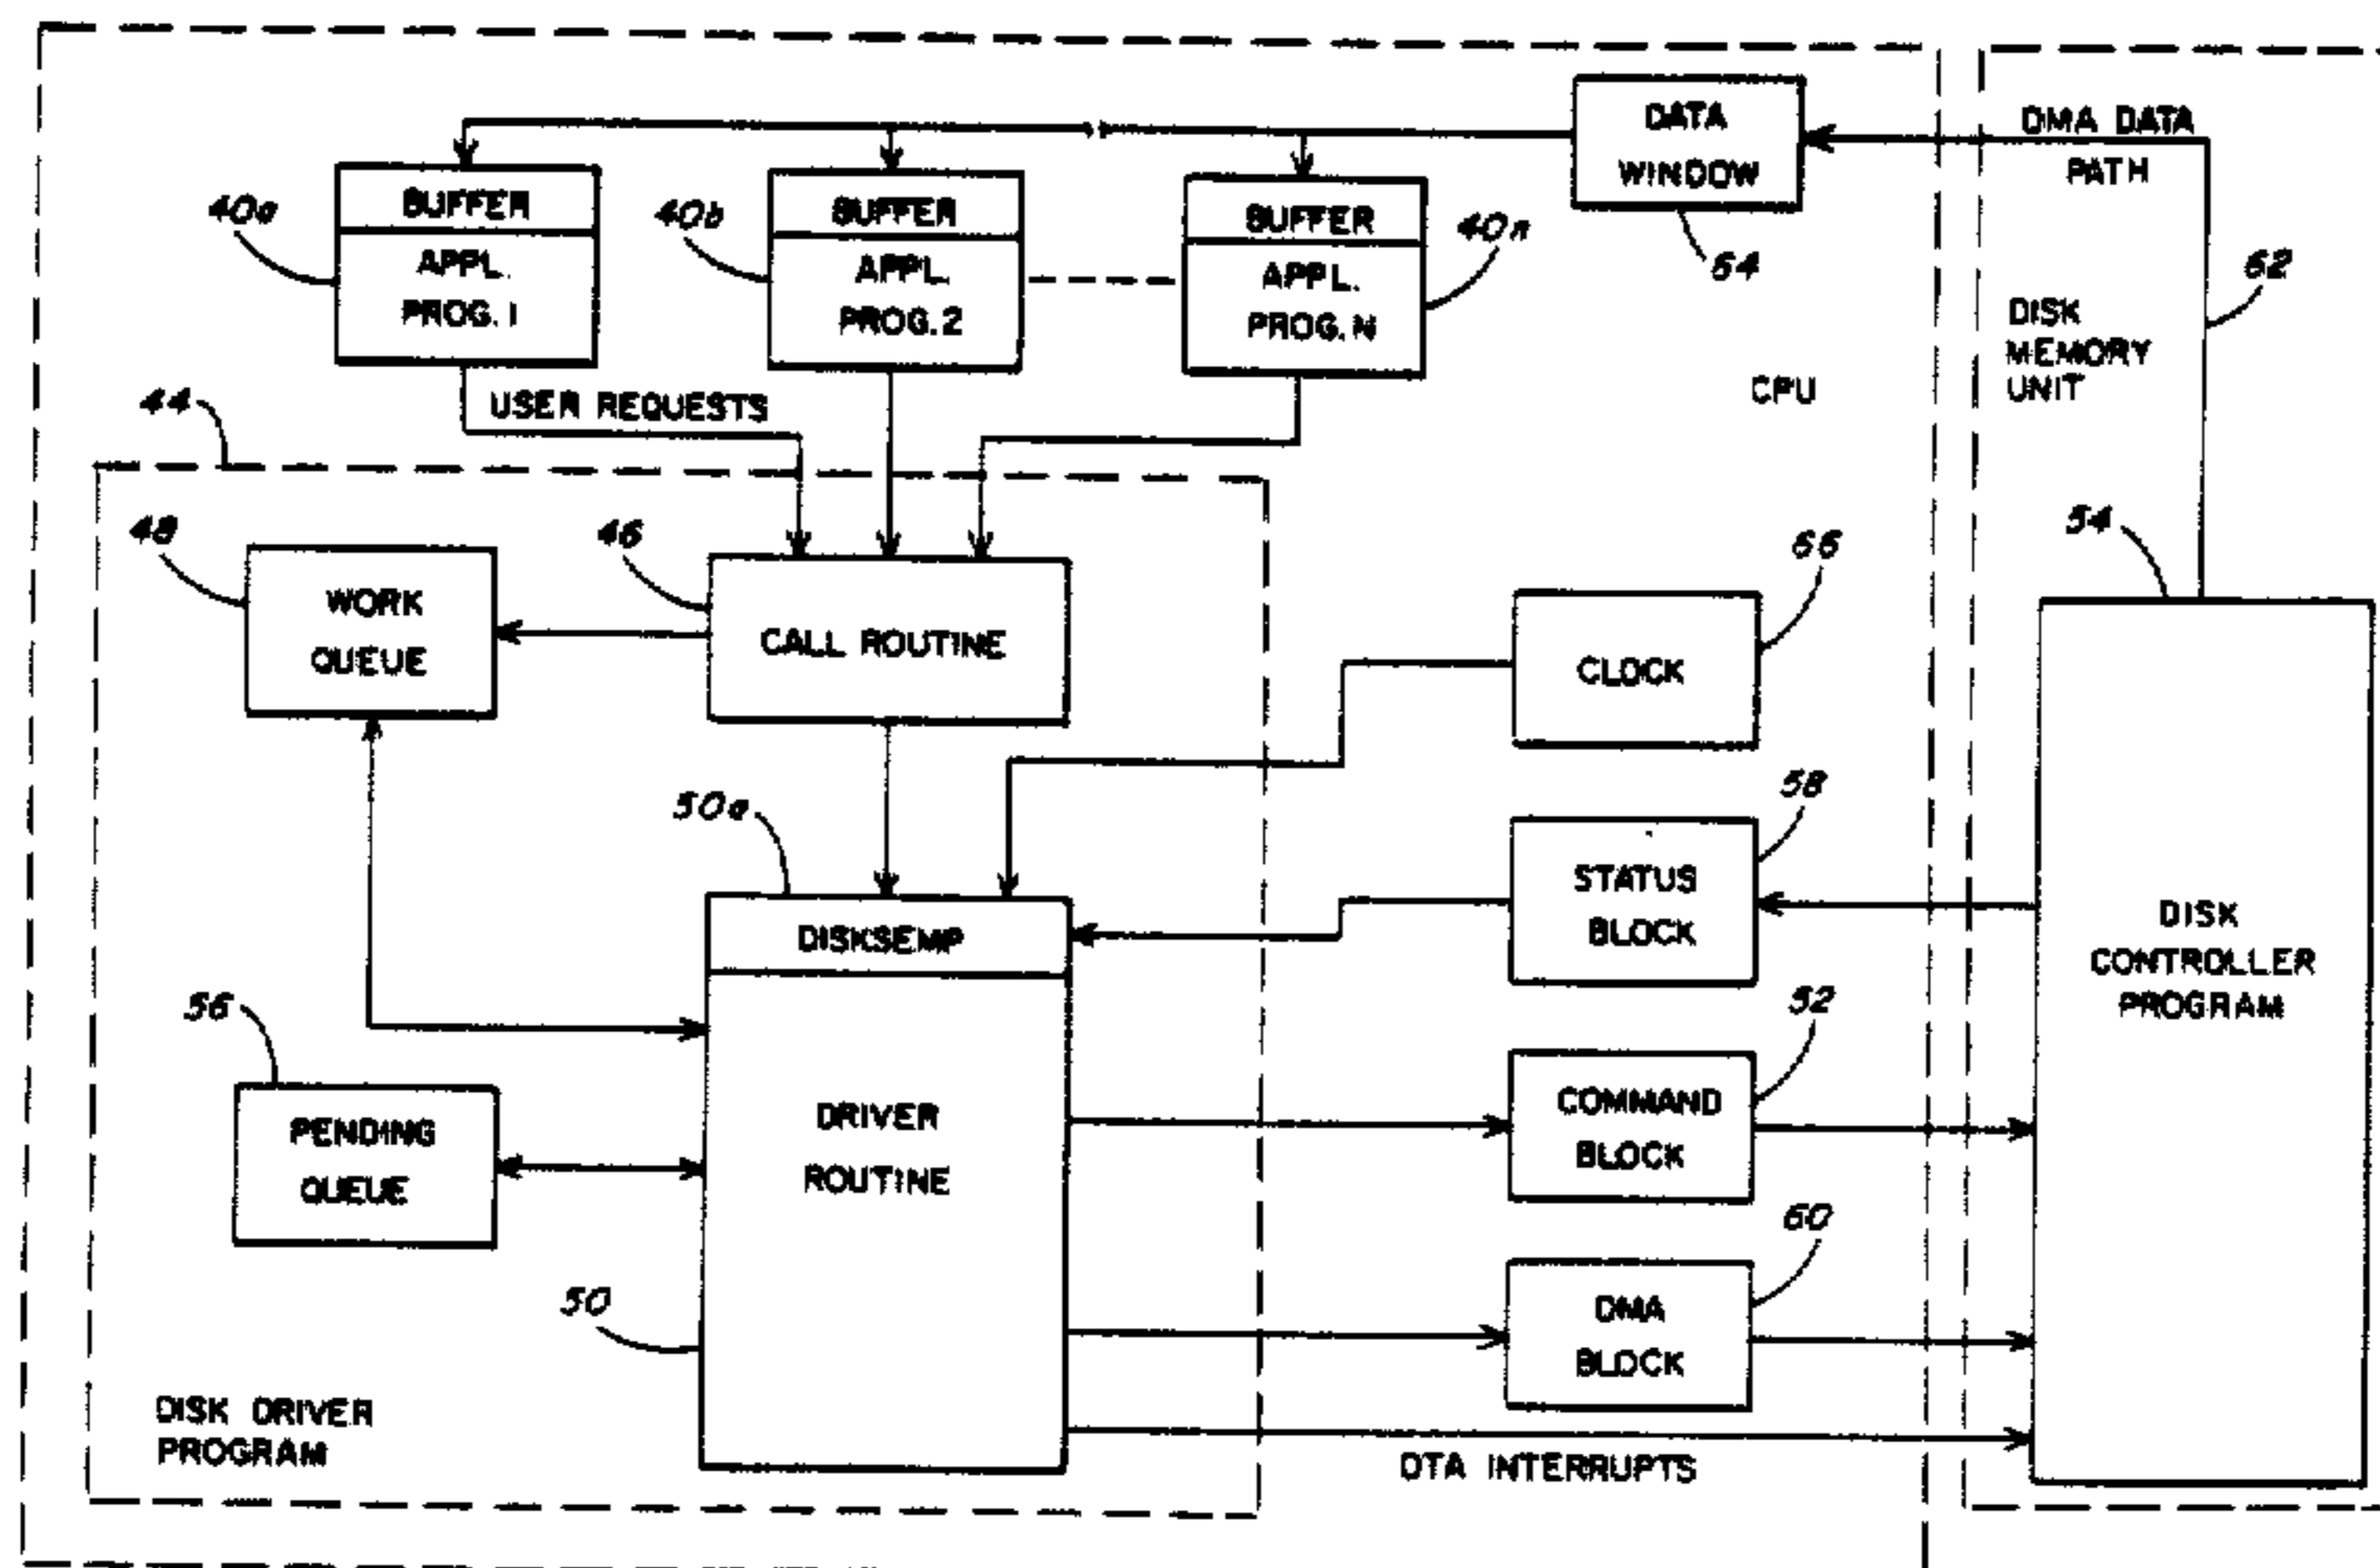 DATA
WINDOW
DMA DATA
PATH
BUFFER
APPL.
PROG. 1
BUFFER
APPL.
PROG. 2
BUFFER
APPL.
PROG. N
40a
40b
40n
64
62
DISK
MEMORY
UNIT
CPU
USER REQUESTS
44
48
46
66
54
WORK
QUEUE
CALL ROUTINE
CLOCK
50a
58
DISKSEMP
STATUS
BLOCK
DISK
CONTROLLER
PROGRAM
56
52
PENDING
QUEUE
DRIVER
ROUTINE
COMMAND
BLOCK
50
60
DMA
BLOCK
DISK DRIVER
PROGRAM
DTA INTERRUPTS